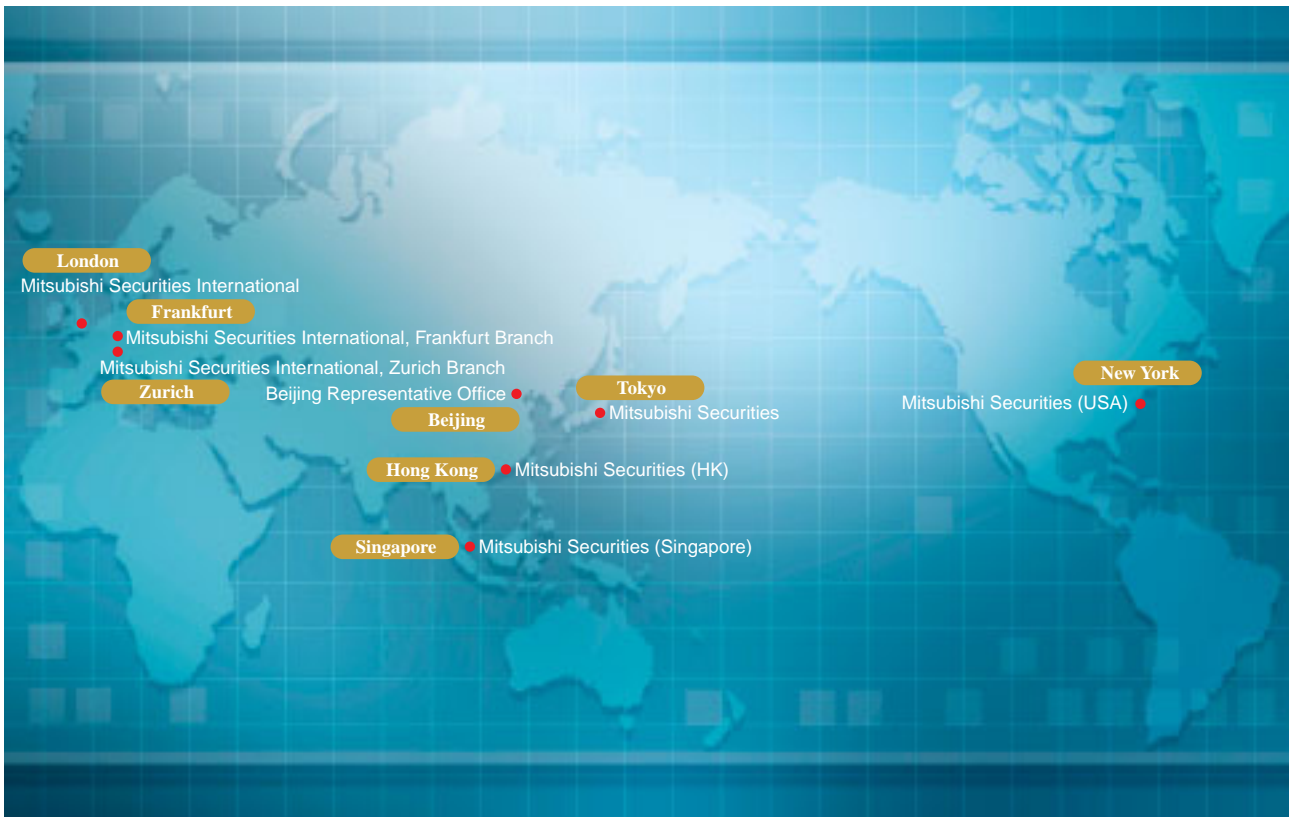 London
Mitsubishi Securities International
Frankfurt
Mitsubishi Securities International, Frankfurt Branch
Mitsubishi Securities International, Zurich Branch
Zurich
Beijing Representative Office
Beijing
Tokyo
Mitsubishi Securities
New York
Mitsubishi Securities (USA)
Hong Kong
Mitsubishi Securities (HK)
Singapore
Mitsubishi Securities (Singapore)